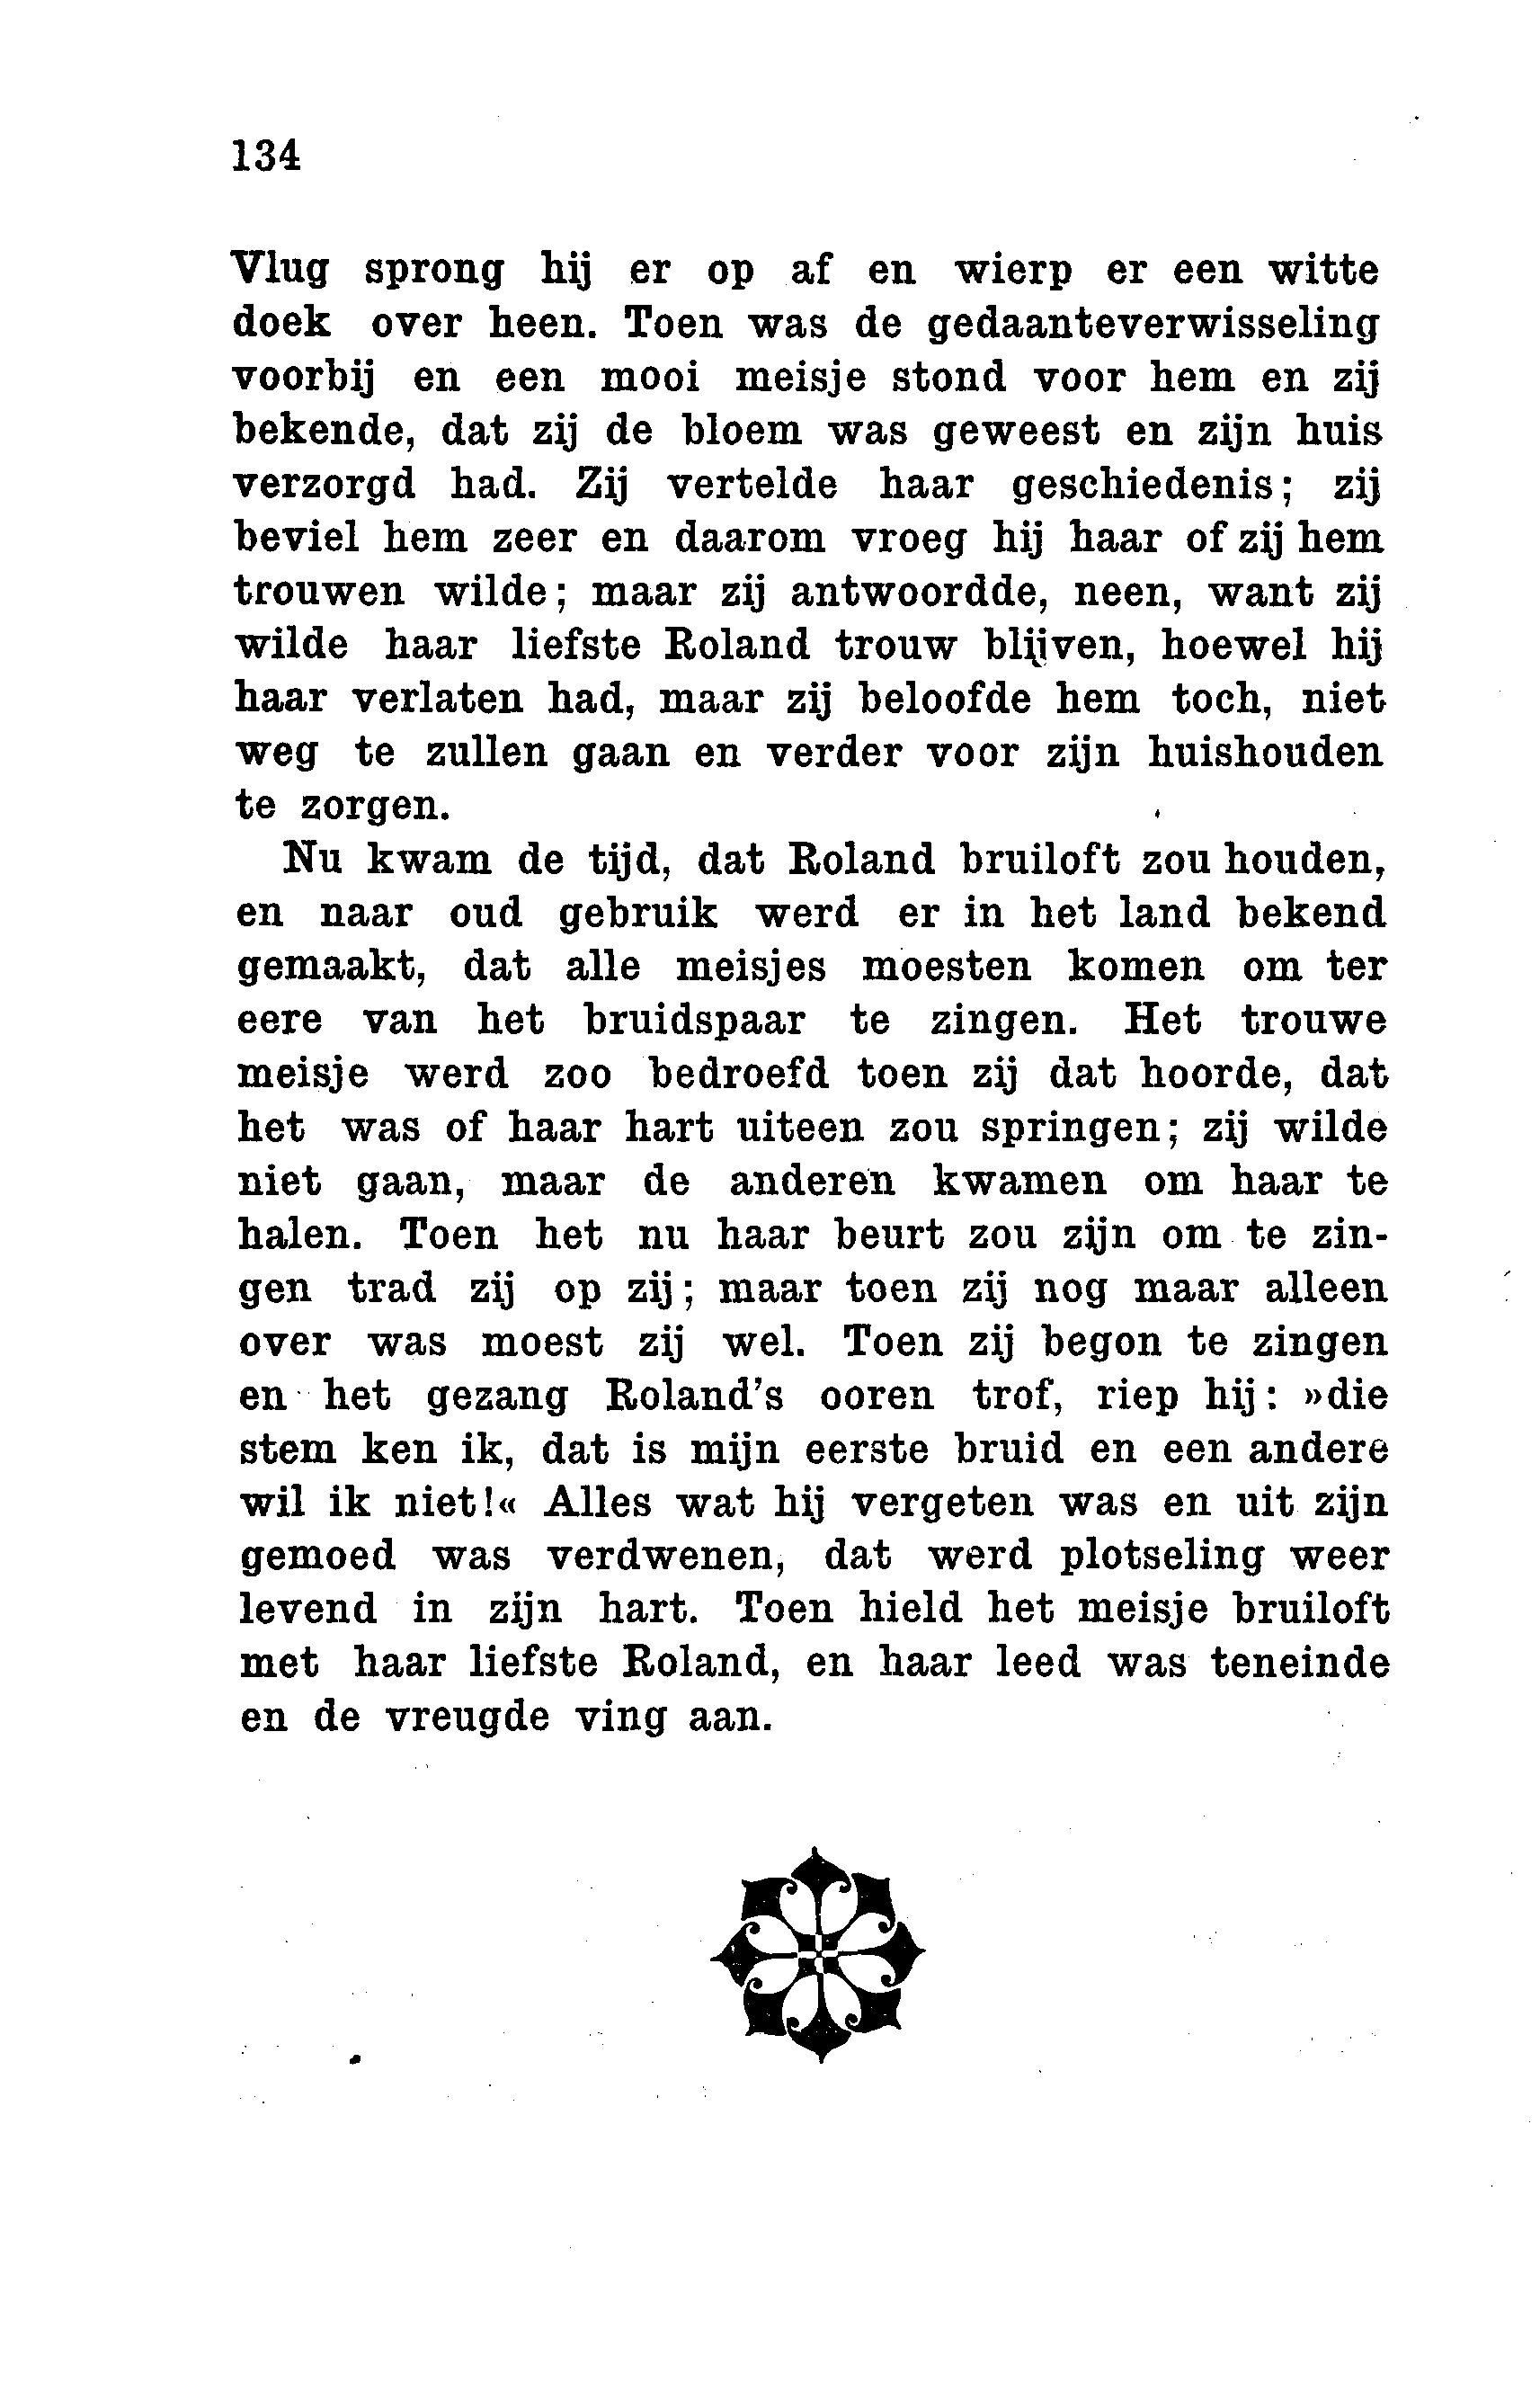 134
Vlug sprong hij er op af en wierp er een witte
doek over heen. Toen was de gedaanteverwisseling
voorbij en een mooi meisje stond voor hem en zij
bekende, dat zij de bloem was geweest en zijn huis
verzorgd had. Zij vertelde haar geschiedenis; zij
beviel hem zeer en daarom vroeg hij haar of zij hem
trouwen wilde; maar zij antwoordde, neen, want zij
wilde haar liefste Roland trouw blijven, hoewel hij
haar verlaten had, maar zij beloofde hem toch, niet
weg te zullen gaan en verder voor zijn huishouden
te zorgen.
Nu kwam de tijd, dat Roland bruiloft zou houden,
en naar oud gebruik werd er in het land bekend
gemaakt, dat alle meisjes moesten komen om ter
eere van het bruidspaar te zingen. Het trouwe
meisje werd zoo bedroefd toen zij dat hoorde, dat
het was of haar hart uiteen zou springen; zij wilde
niet gaan, maar de anderen kwamen om haar te
halen. Toen het nu haar beurt zou zijn om te zin-
gen trad zij op zij; maar toen zij nog maar alleen
over was moest zij wel. Toen zij begon te zingen
en het gezang Roland's ooren trof, riep hij: »die
stem ken ik, dat is mijn eerste bruid en een andere
wil ik niet!« Alles wat hij vergeten was en uit zijn
gemoed was verdwenen, dat werd plotseling weer
levend in zijn hart. Toen hield het meisje bruiloft
met haar liefste Roland, en haar leed was teneinde
en de vreugde ving aan.